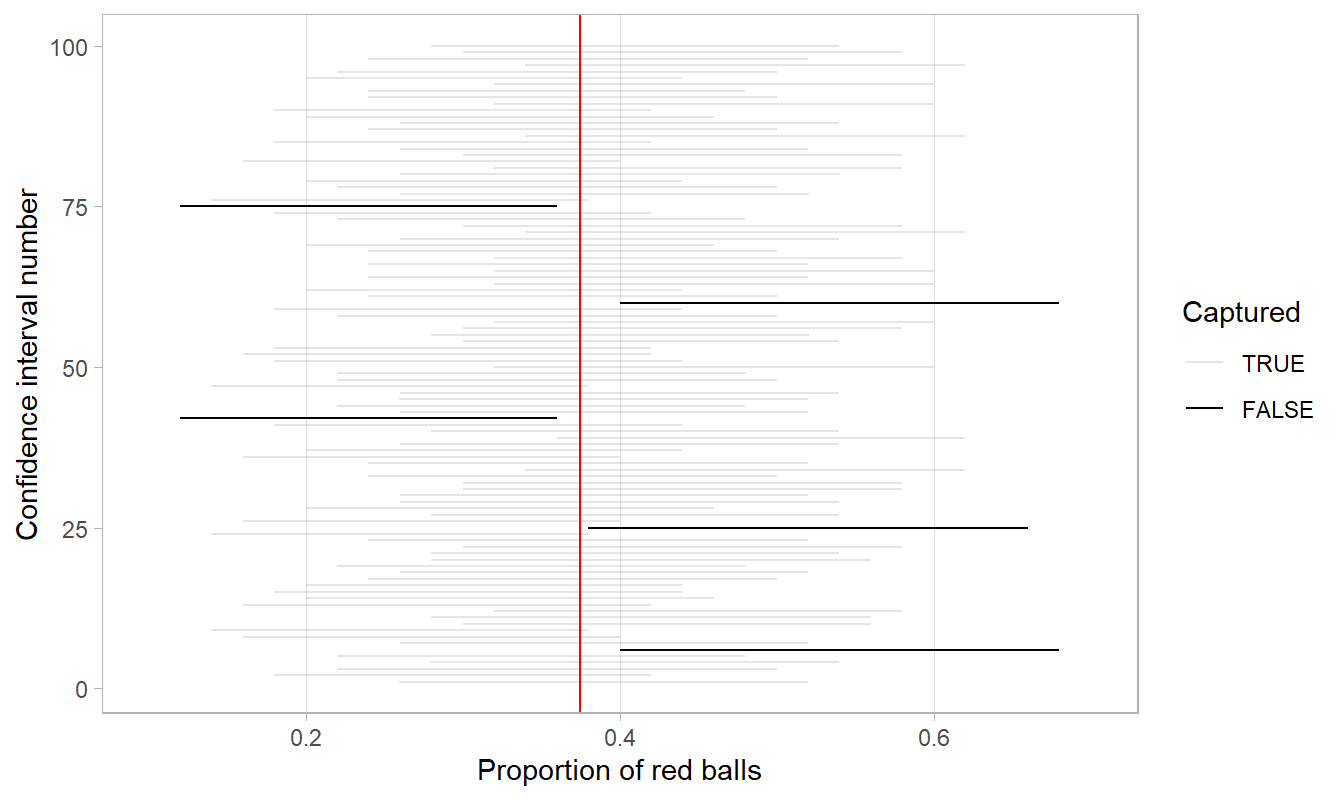 100
75
50
25
0
Confidence interval number
0.2 0.4 0.6
Proportion of red balls
Captured
TRUE
FALSE